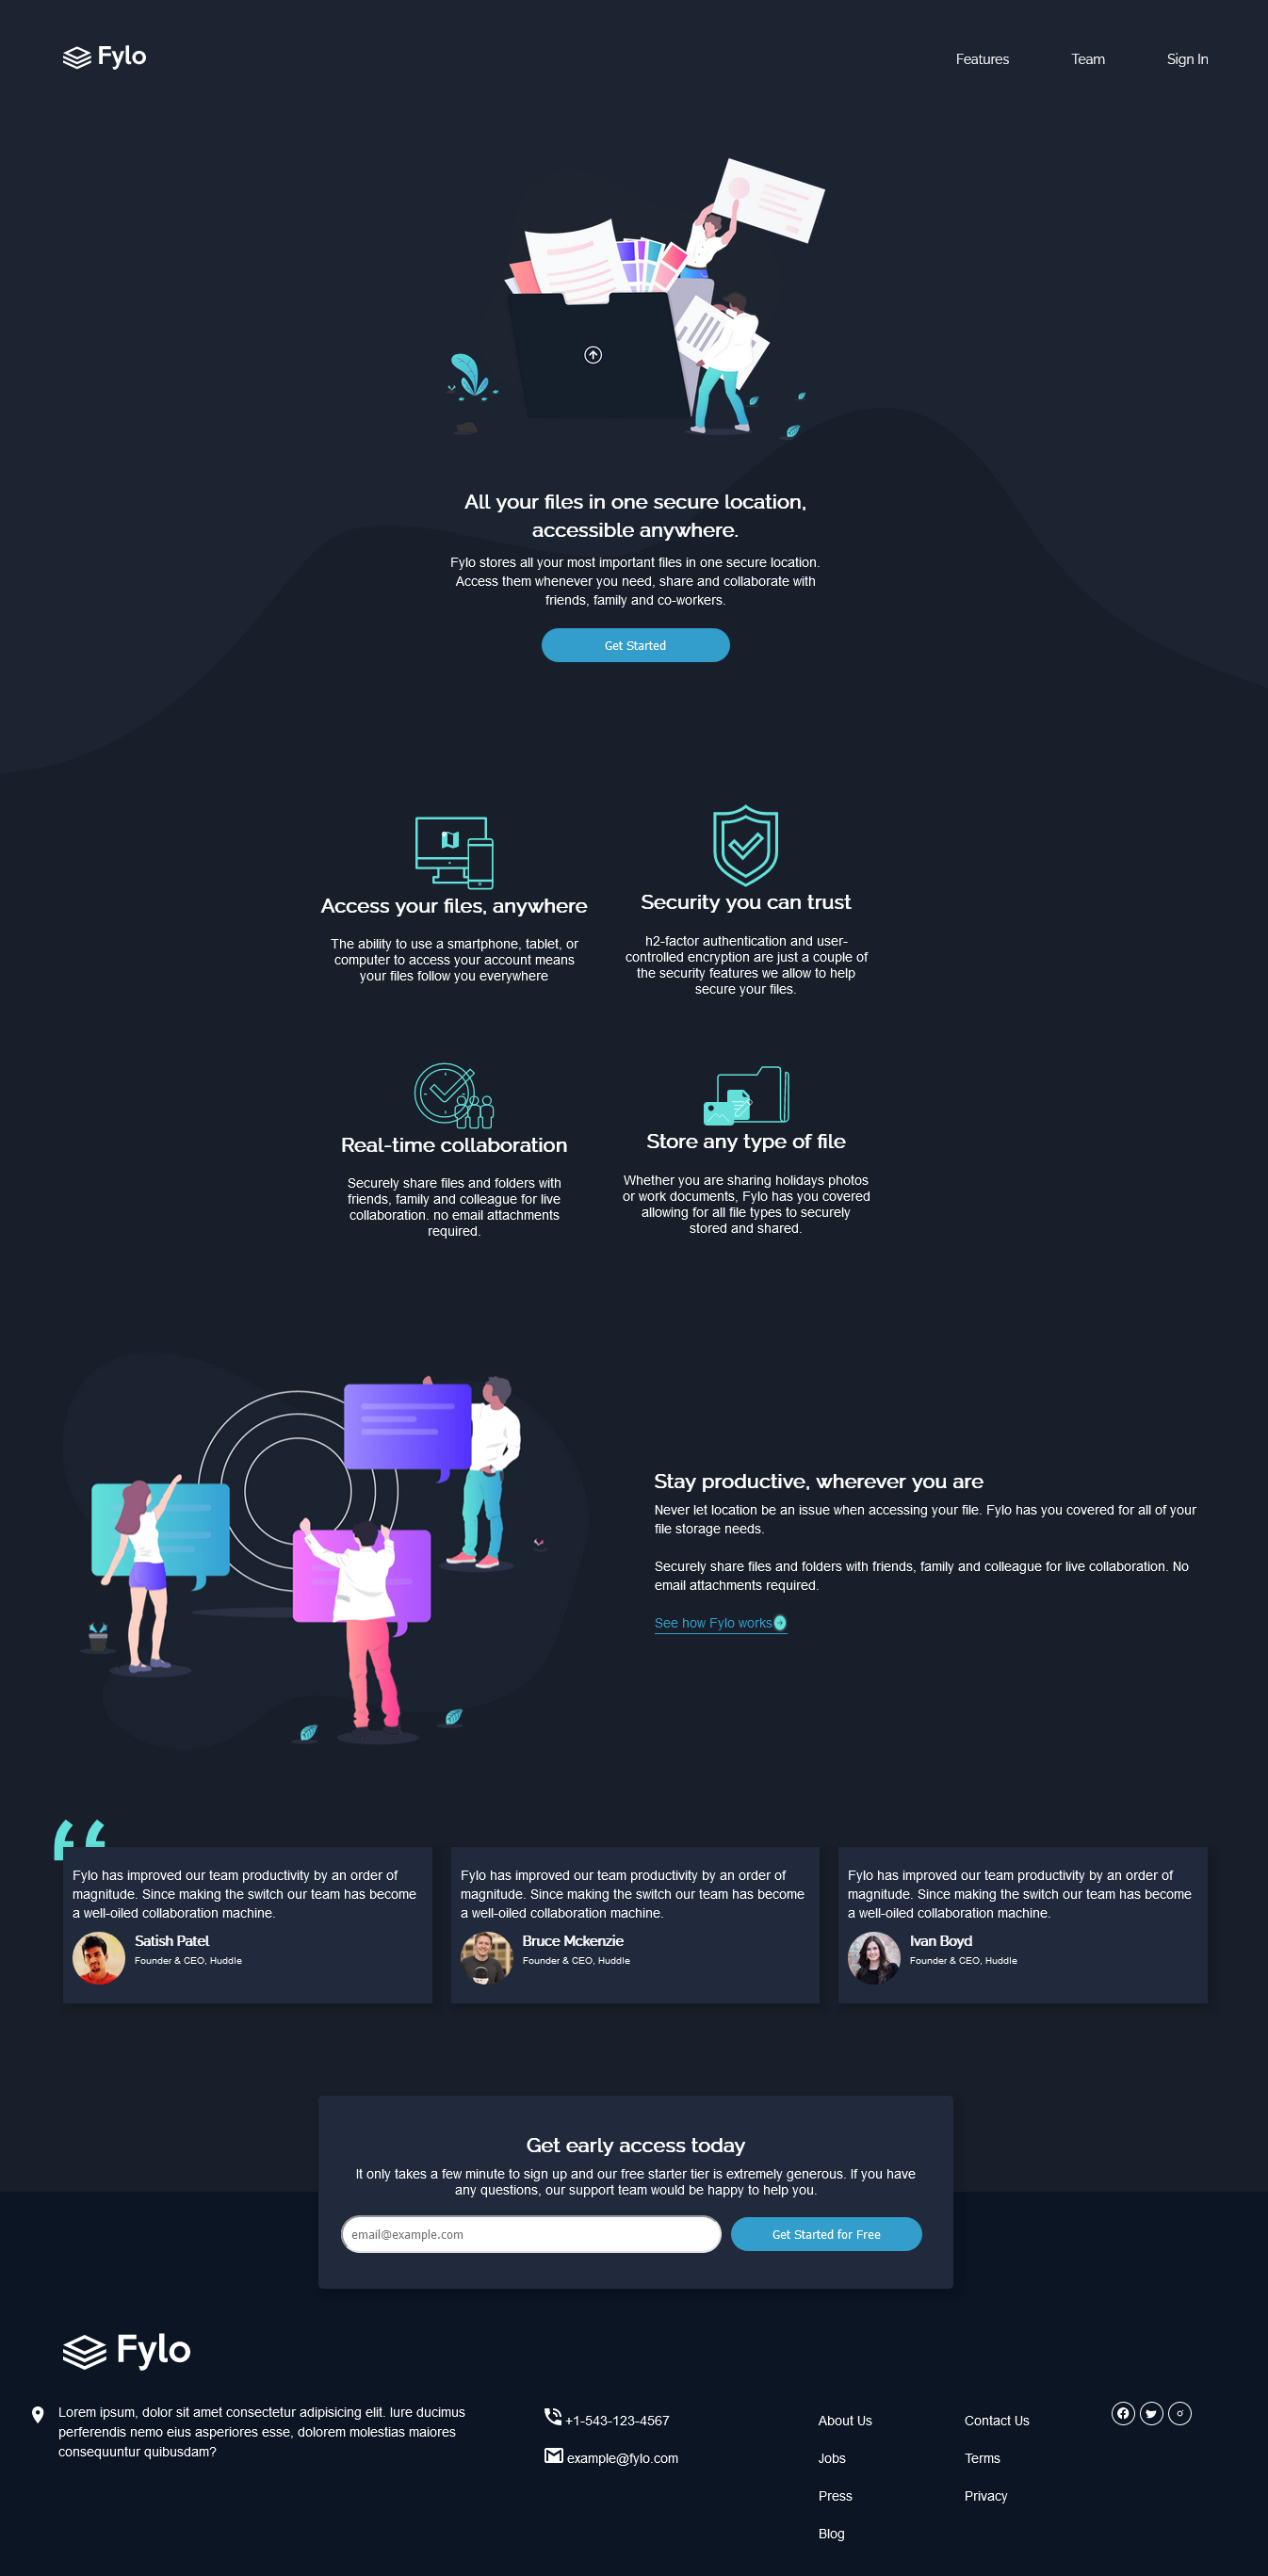 Fylo
Features
Team
Sign In
All your files in one secure location,
accessible anywhere.
Fylo stores all your most important files in one secure location.
Access them whenever you need, share and collaborate with
friends, family and co-workers.
Get Started
Access your files, anywhere
The ability to use a smartphone, tablet, or
computer to access your account means
your files follow you everywhere
Security you can trust
h2-factor authentication and user-
controlled encryption are just a couple of
the security features we allow to help
secure your files.
Real-time collaboration
Securely share files and folders with
friends, family and colleague for live
collaboration. no email attachments
required.
Store any type of file
Whether you are sharing holidays photos
or work documents, Fylo has you covered
allowing for all file types to securely
stored and shared.
Stay productive, wherever you are
Never let location be an issue when accessing your file. Fylo has you covered for all of your
file storage needs.
Securely share files and folders with friends, family and colleague for live collaboration. No
email attachments required.
See how Fylo works
Fylo has improved our team productivity by an order of
magnitude. Since making the switch our team has become
a well-oiled collaboration machine.
Satish Patel
Founder & CEO, Huddle
Fylo has improved our team productivity by an order of
magnitude. Since making the switch our team has become
a well-oiled collaboration machine.
Bruce Mckenzie
Founder & CEO, Huddle
Fylo has improved our team productivity by an order of
magnitude. Since making the switch our team has become
a well-oiled collaboration machine.
Ivan Boyd
Founder & CEO, Huddle
Get early access today
It only takes a few minute to sign up and our free starter tier is extremely generous. If you have
any questions, our support team would be happy to help you.
email@example.com
Get Started for Free
Fylo
Lorem ipsum, dolor sit amet consectetur adipisicing elit. Iure ducimus
perferendis nemo eius asperiores esse, dolorem molestias maiores
consequuntur quibusdam?
+1-543-123-4567
example@fylo.com
About Us
Jobs
Press
Blog
Contact Us
Terms
Privacy